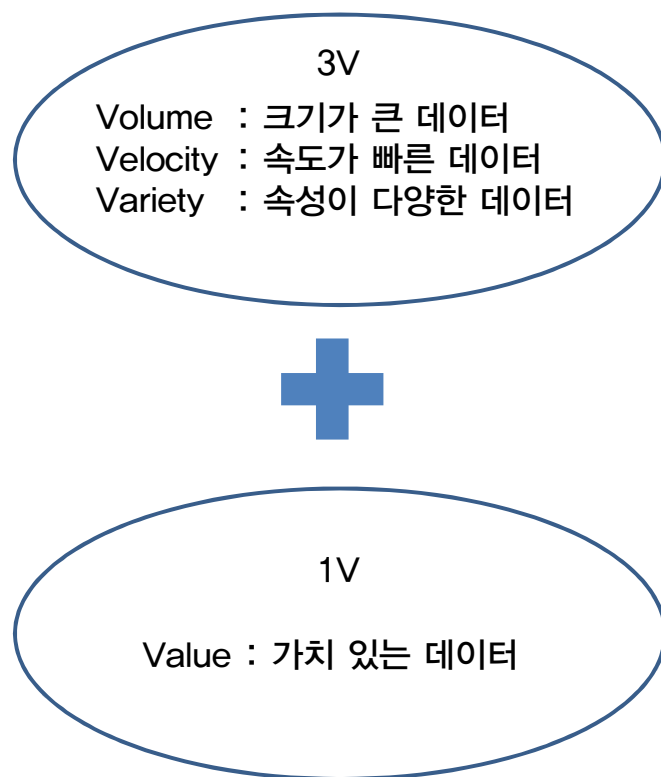 3V
Volume : 크기가 큰 데이터
Velocity : 속도가 빠른 데이터
Variety : 속성이 다양한 데이터
1V
Value : 가치 있는 데이터